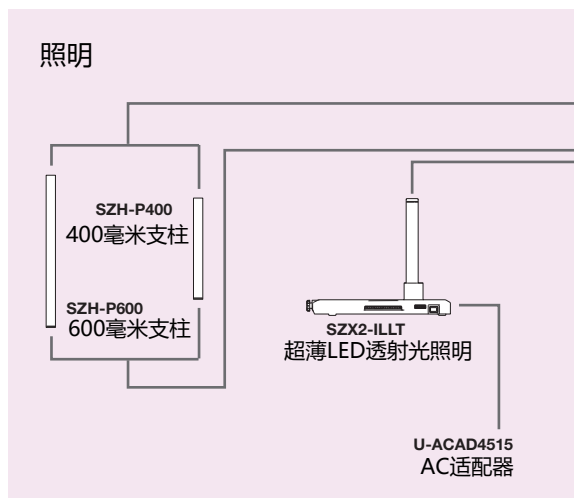 照明
SZH-P400
400毫米支柱
SZH-P600
600毫米支柱
SZX2-ILLT
超薄LED透射光照明
U-ACAD4515
AC适配器